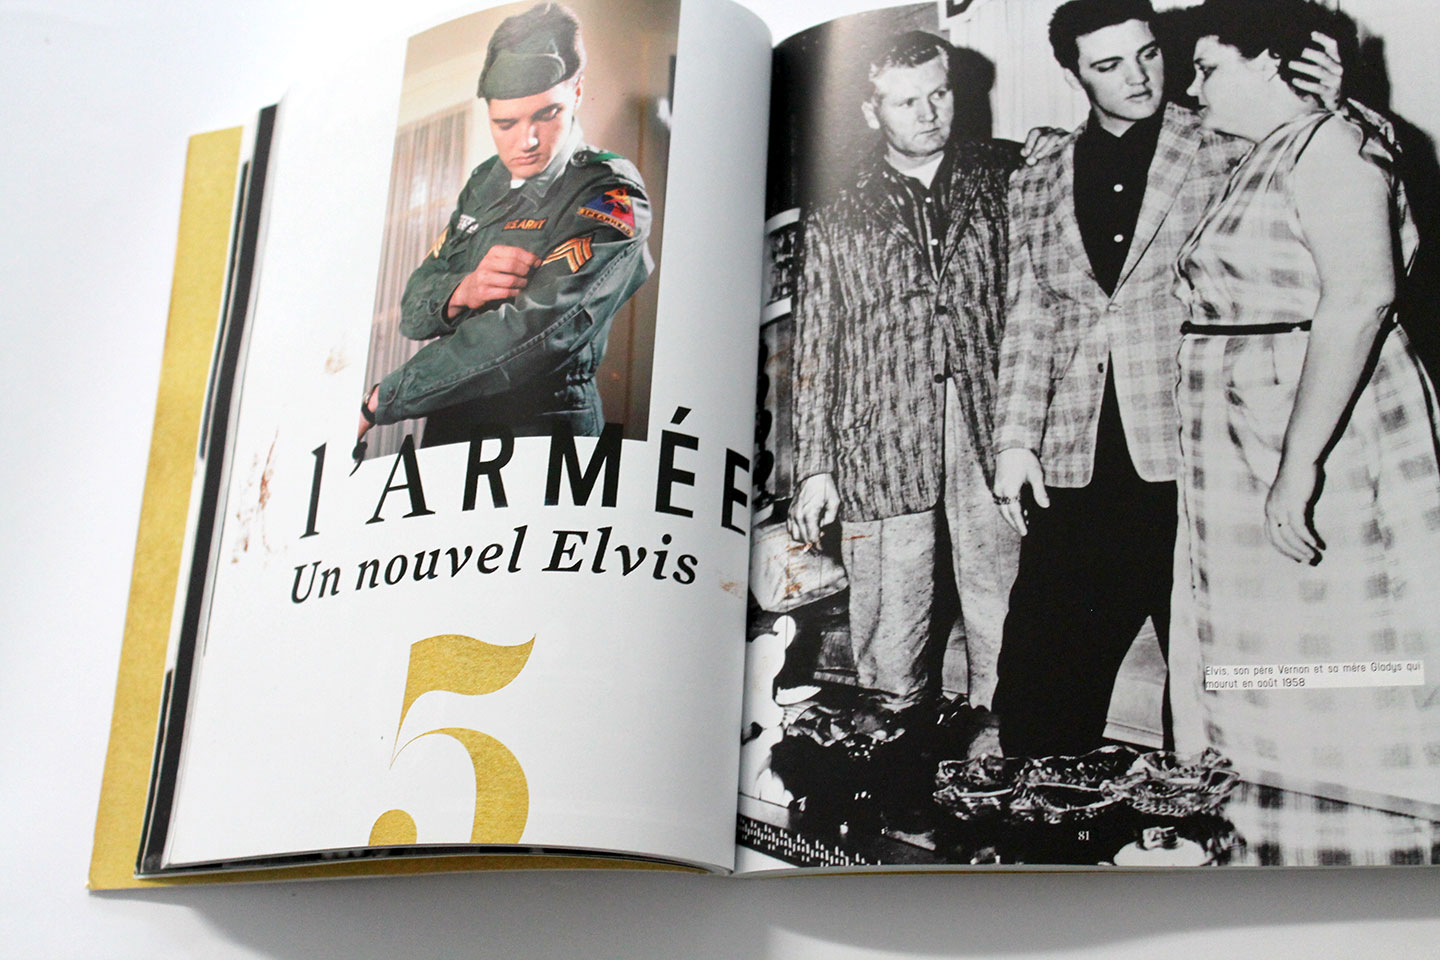 U.S. ARMY
SPEARHEAD
l'ARMÉE
Un nouvel Elvis
5
Elvis, son père Vernon et sa mère Gladys qui
mourut en août 1958
81